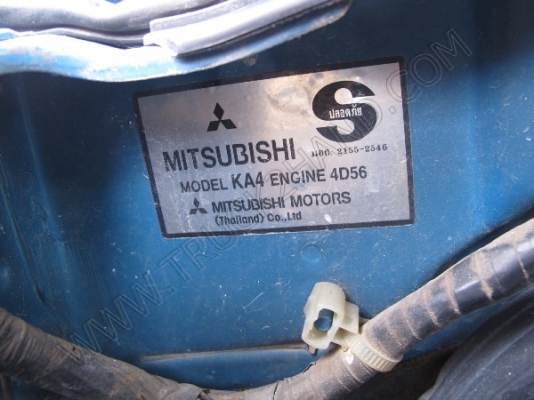 S
ปลอดภัย
มอก. 2155-2546
MITSUBISHI
MODEL KA4 ENGINE 4D56
MITSUBISHI MOTORS
(Thailand) Co.,Ltd